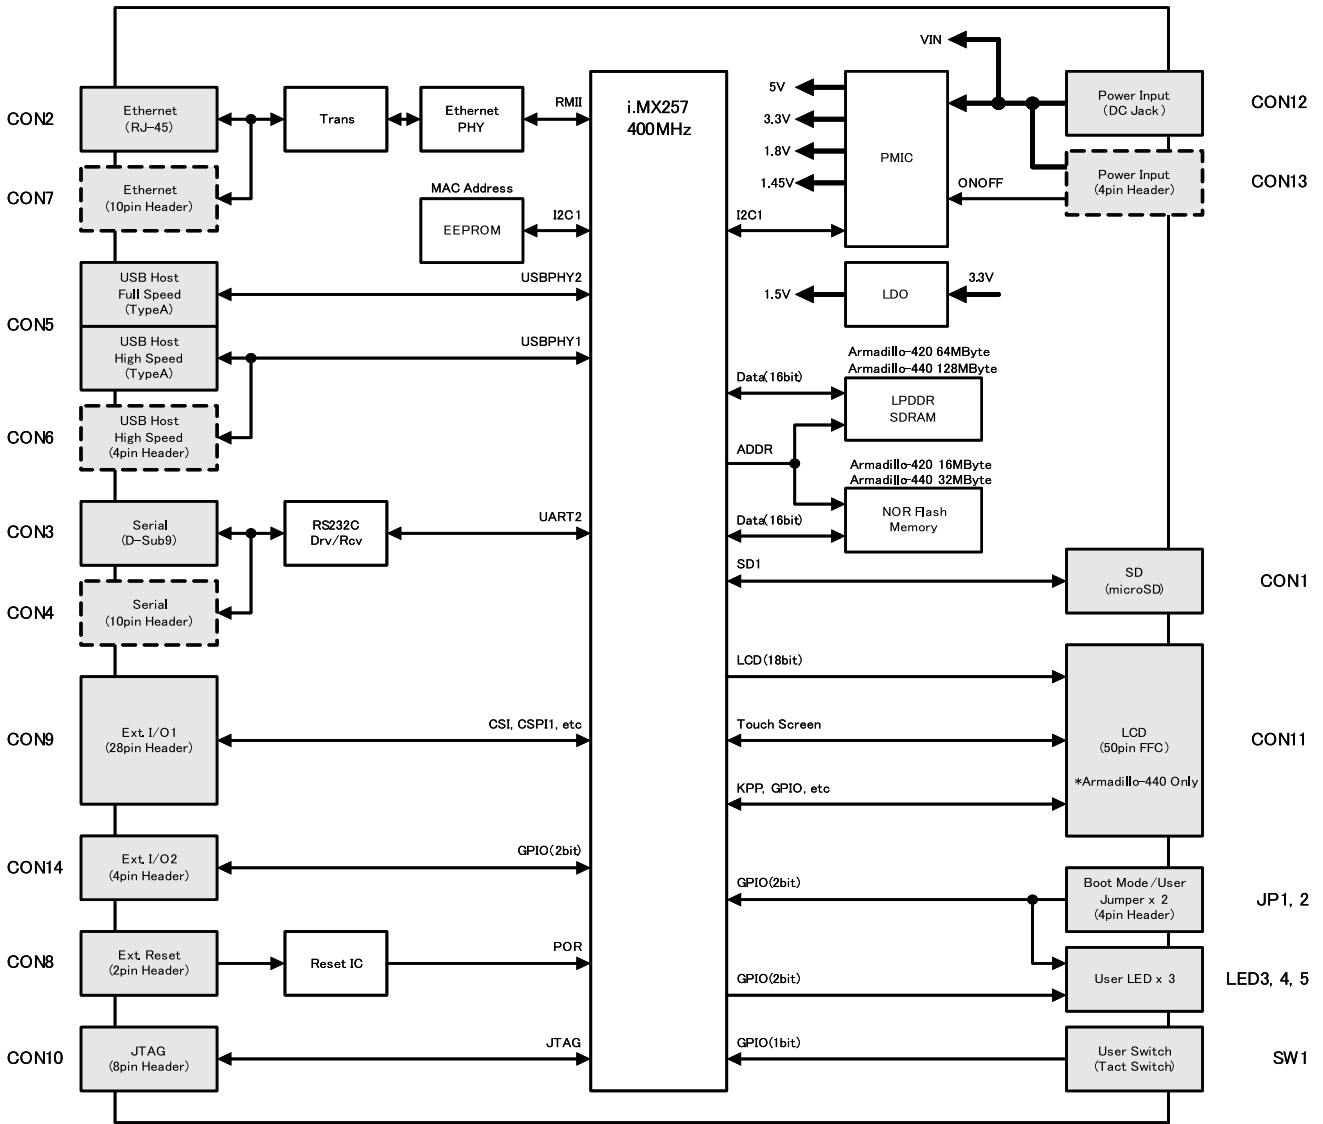 VIN
CON2
Ethernet
(RJ-45)
Trans
Ethernet
PHY
RMII
i.MX257
400MHz
5V
3.3V
1.8V
1.45V
PMIC
Power Input
(DC Jack)
CON12
CON7
Ethernet
(10pin Header)
MAC Address
EEPROM
I2C1
I2C1
ONOFF
Power Input
(4pin Header)
CON13
CON5
USB Host
Full Speed
(TypeA)
USBPHY2
1.5V
LDO
3.3V
USB Host
High Speed
(TypeA)
USBPHY1
Armadillo-420 64MByte
Armadillo-440 128MByte
Data(16bit)
LPDDR
SDRAM
CON6
USB Host
High Speed
(4pin Header)
ADDR
Armadillo-420 16MByte
Armadillo-440 32MByte
NOR Flash
Memory
Data(16bit)
CON3
Serial
(D-Sub9)
RS232C
Drv/Rcv
UART2
SD1
SD
(microSD)
CON1
CON4
Serial
(10pin Header)
LCD(18bit)
CON9
Ext. I/O1
(28pin Header)
CSI, CSPI1, etc
Touch Screen
LCD
(50pin FFC)
*Armadillo-440 Only
CON11
KPP, GPIO, etc
CON14
Ext. I/O2
(4pin Header)
GPIO(2bit)
GPIO(2bit)
Boot Mode/User
Jumper x 2
(4pin Header)
JP1, 2
CON8
Ext. Reset
(2pin Header)
Reset IC
POR
GPIO(2bit)
User LED x 3
LED3, 4, 5
CON10
JTAG
(8pin Header)
JTAG
GPIO(1bit)
User Switch
(Tact Switch)
SW1